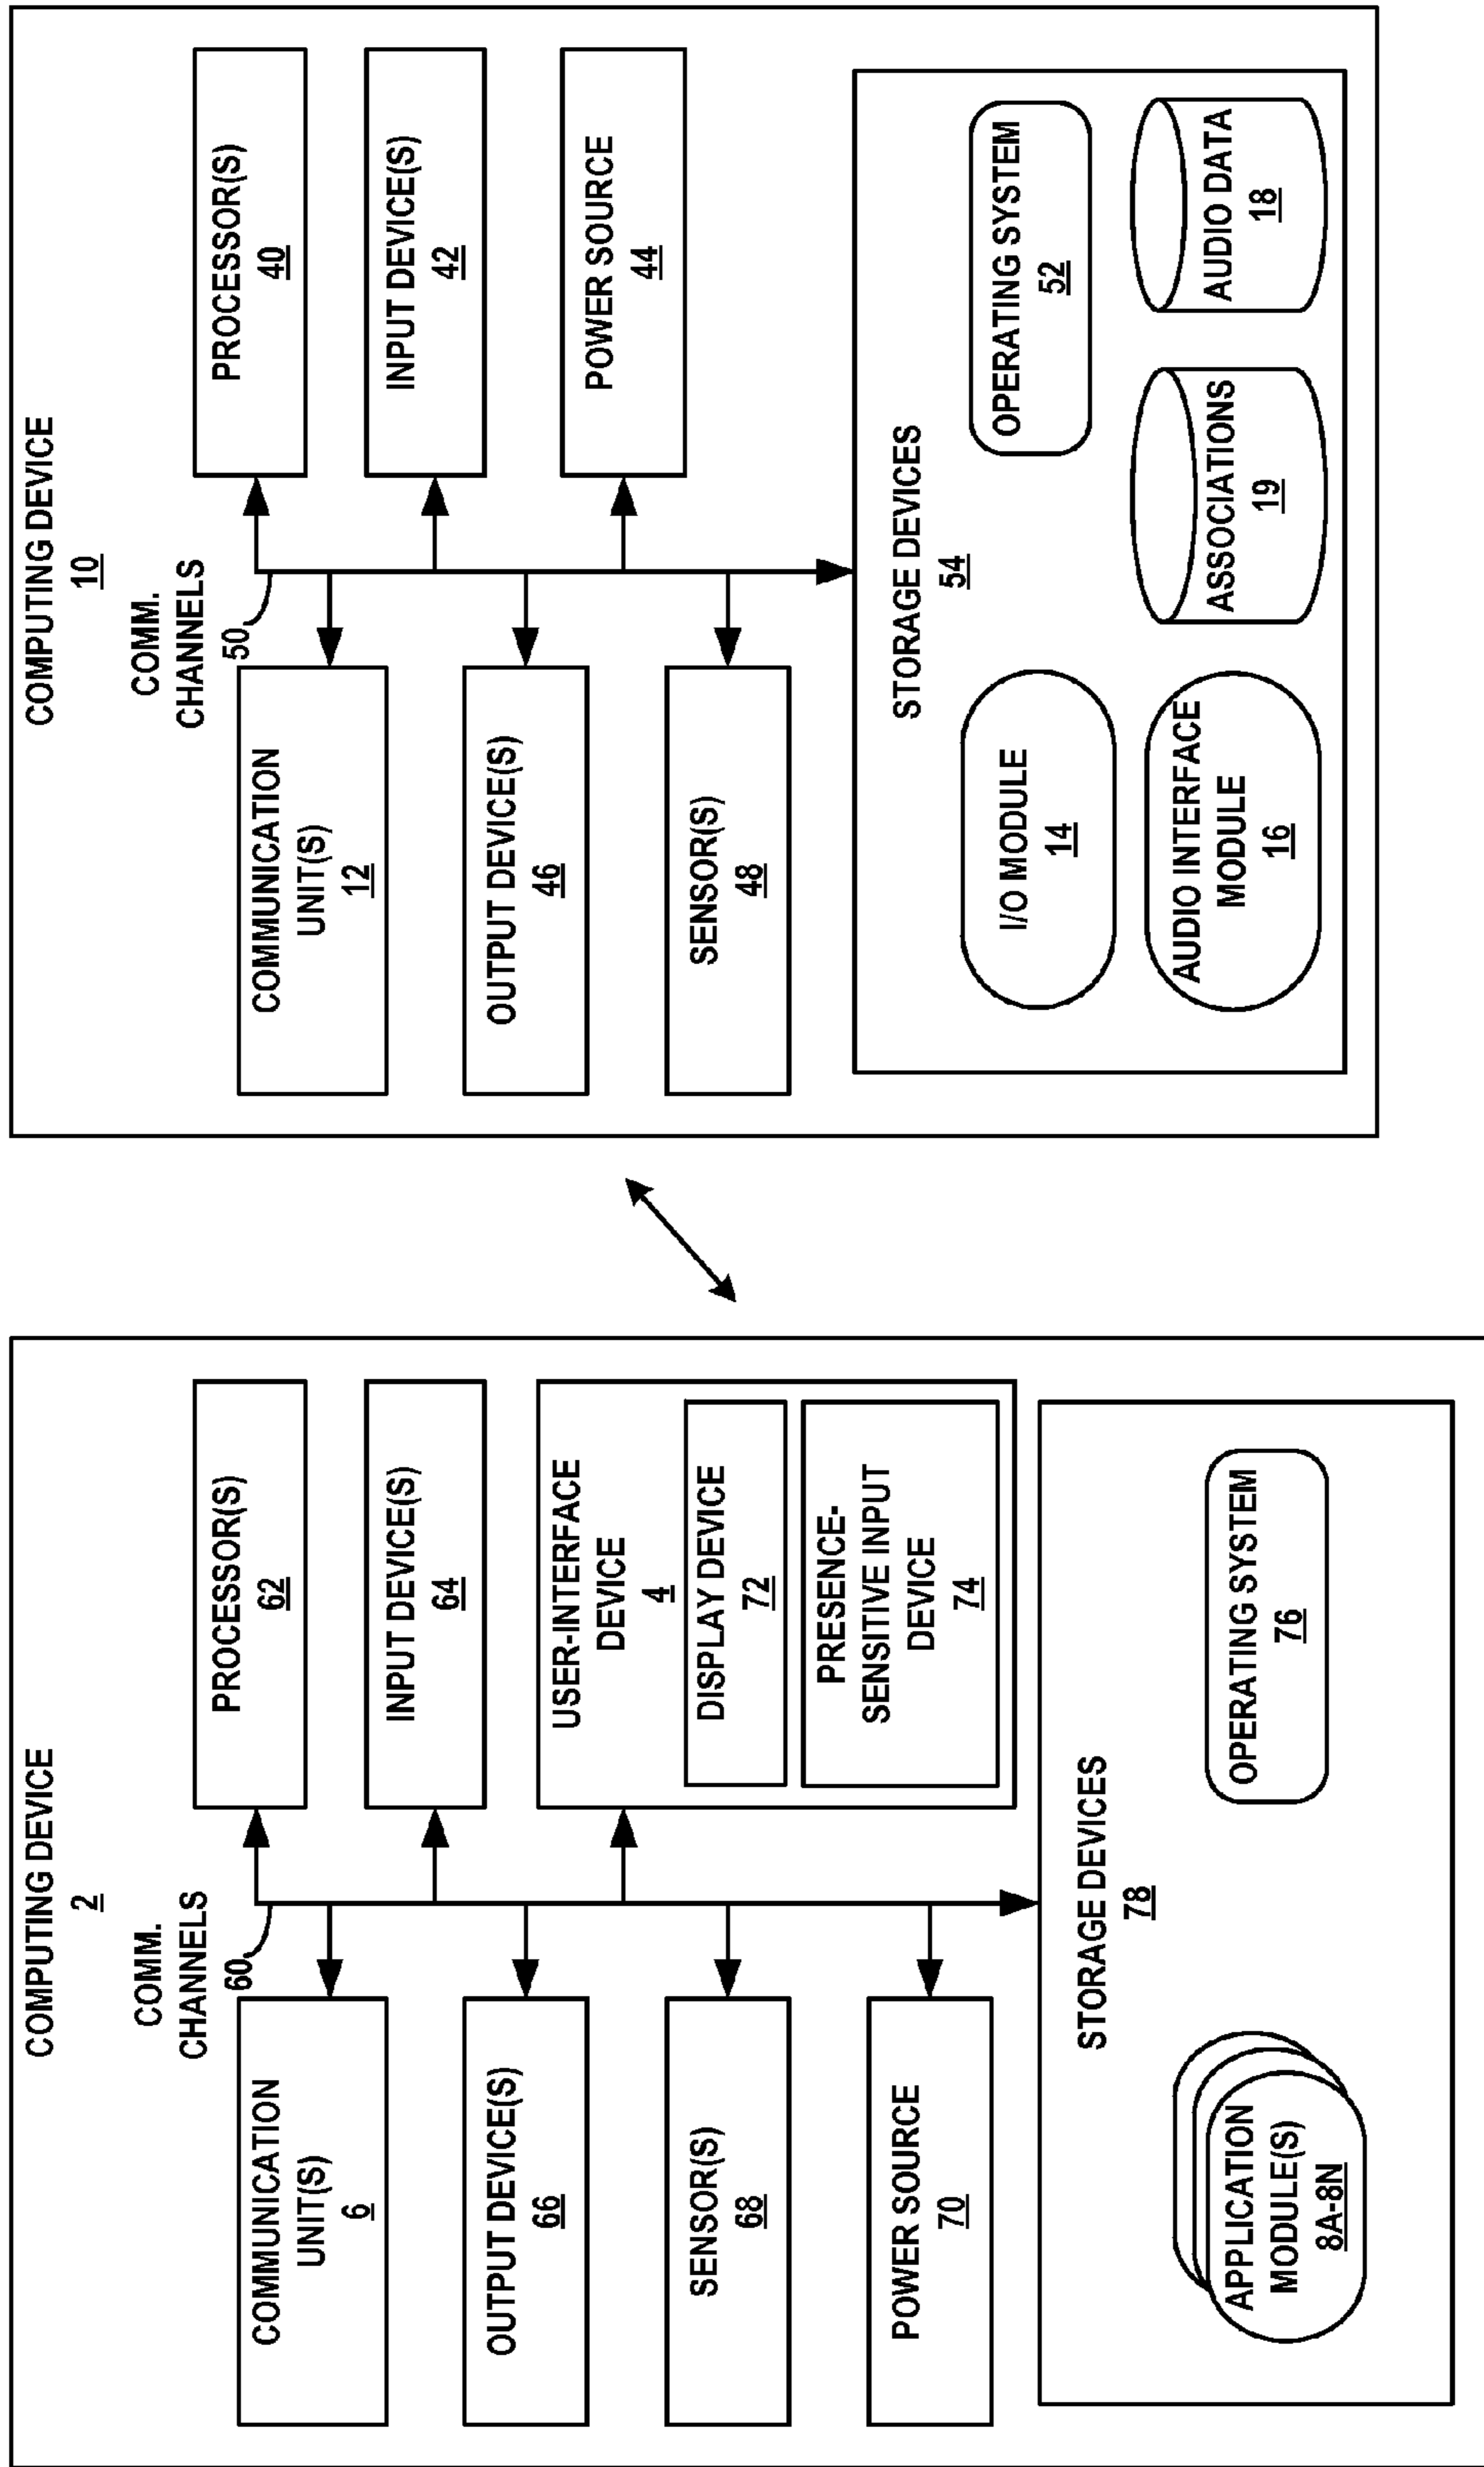 COMPUTING DEVICE
2
COMM.
CHANNELS
60
COMMUNICATION
UNIT(S)
6
PROCESSOR(S)
62
OUTPUT DEVICE(S)
66
INPUT DEVICE(S)
64
SENSOR(S)
68
USER-INTERFACE
DEVICE
4
DISPLAY DEVICE
72
PRESENCE-
SENSITIVE INPUT
DEVICE
74
POWER SOURCE
70
STORAGE DEVICES
78
APPLICATION
MODULE(S)
8A-8N
OPERATING SYSTEM
76
COMPUTING DEVICE
10
COMM.
CHANNELS
50
COMMUNICATION
UNIT(S)
12
PROCESSOR(S)
40
OUTPUT DEVICE(S)
46
INPUT DEVICE(S)
42
SENSOR(S)
48
POWER SOURCE
44
STORAGE DEVICES
54
I/O MODULE
14
OPERATING SYSTEM
52
AUDIO INTERFACE
MODULE
16
ASSOCIATIONS
19
AUDIO DATA
18